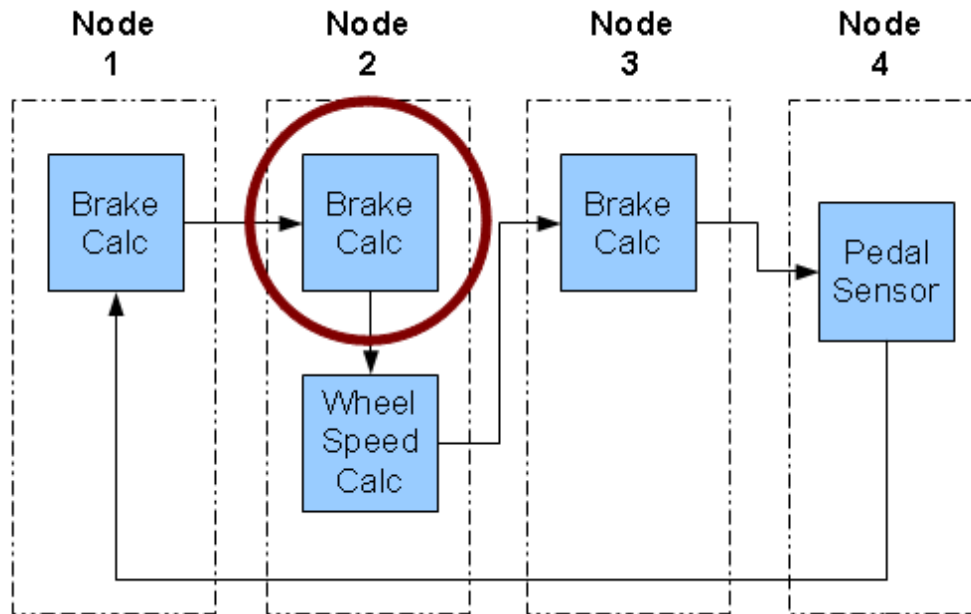 Node
1
Node
2
Node
3
Node
4
Brake
Calc
Brake
Calc
Brake
Calc
Pedal
Sensor
Wheel
Speed
Calc